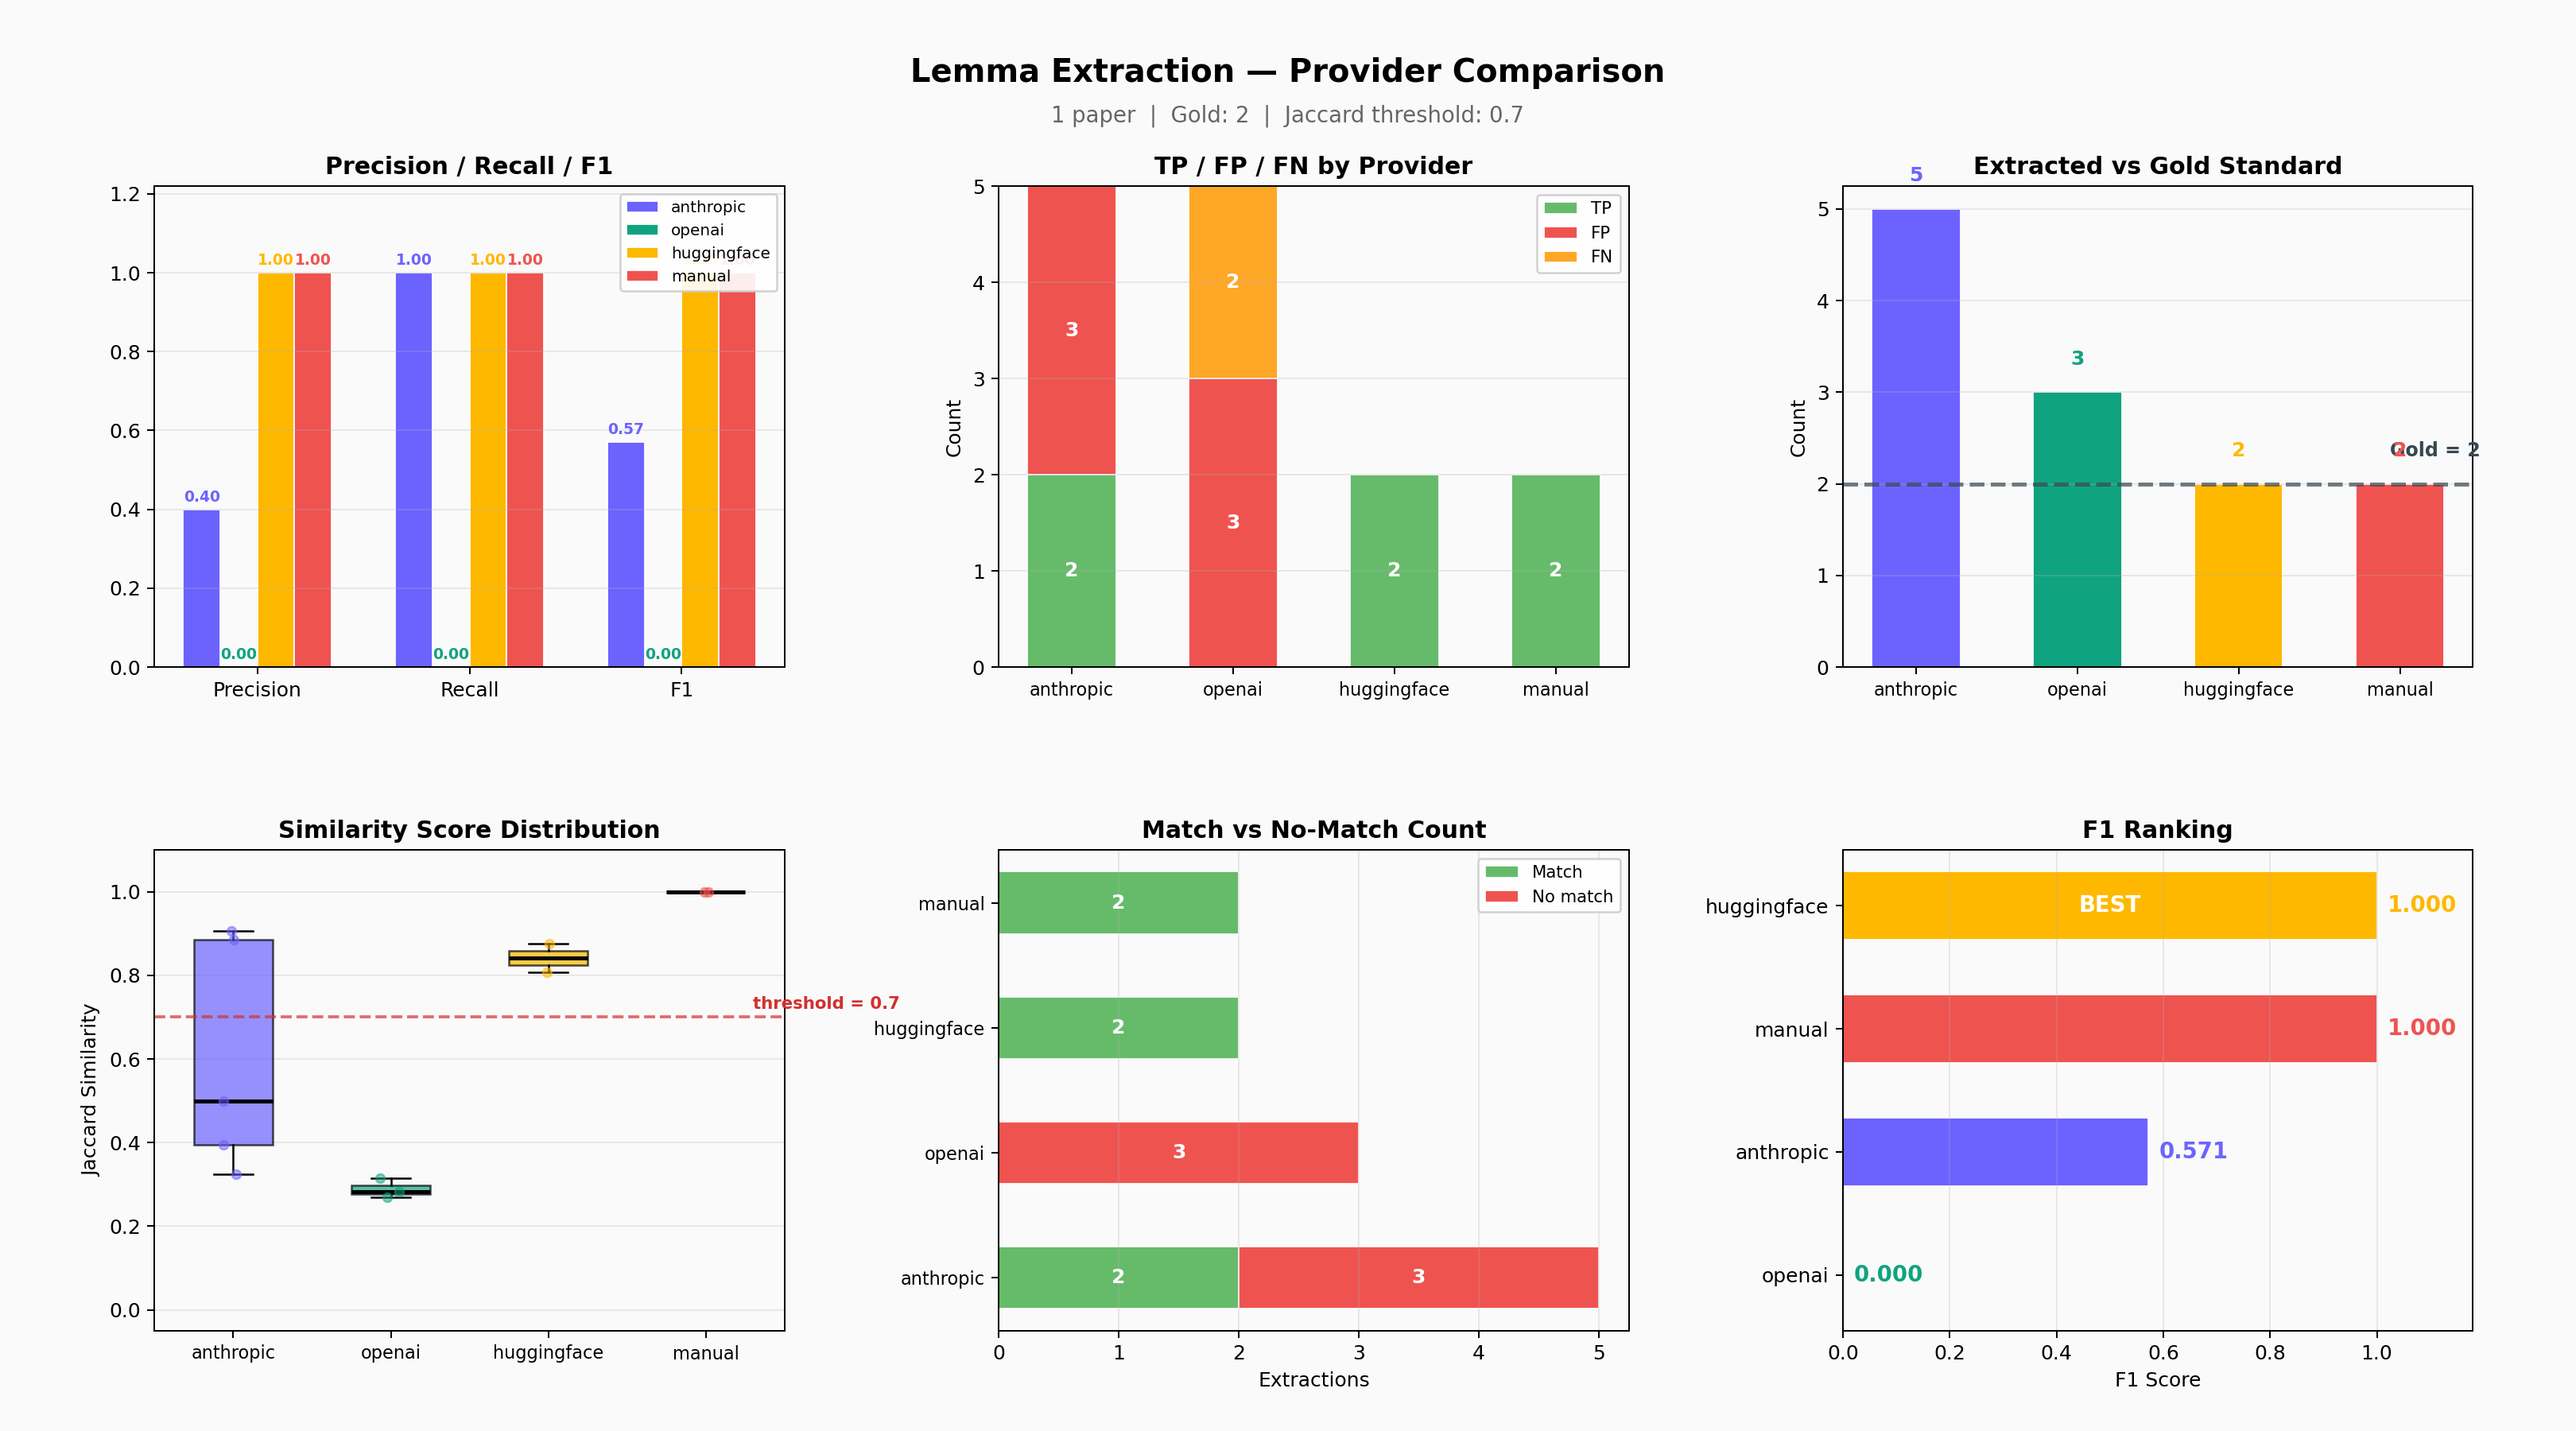 Lemma Extraction — Provider Comparison
1 paper | Gold: 2 | Jaccard threshold: 0.7
Precision / Recall / F1
1.2
1.0
0.8
0.6
0.4
0.2
0.0
anthropic
openai
huggingface
manual
0.40
0.00
1.00
1.00
1.00
0.00
1.00
1.00
0.57
0.00
Precision
Recall
F1
TP / FP / FN by Provider
Count
5
4
3
2
1
0
TP
FP
FN
3
2
2
3
2
2
anthropic
openai
huggingface
manual
Extracted vs Gold Standard
Count
5
4
3
2
1
0
5
3
2
2
Gold = 2
anthropic
openai
huggingface
manual
Similarity Score Distribution
Jaccard Similarity
1.0
0.8
0.6
0.4
0.2
0.0
threshold = 0.7
anthropic
openai
huggingface
manual
Match vs No-Match Count
Match
No match
manual
2
huggingface
2
openai
3
anthropic
2
3
0
1
2
3
4
5
Extractions
F1 Ranking
huggingface
BEST
1.000
manual
1.000
anthropic
0.571
openai
0.000
0.0
0.2
0.4
0.6
0.8
1.0
F1 Score